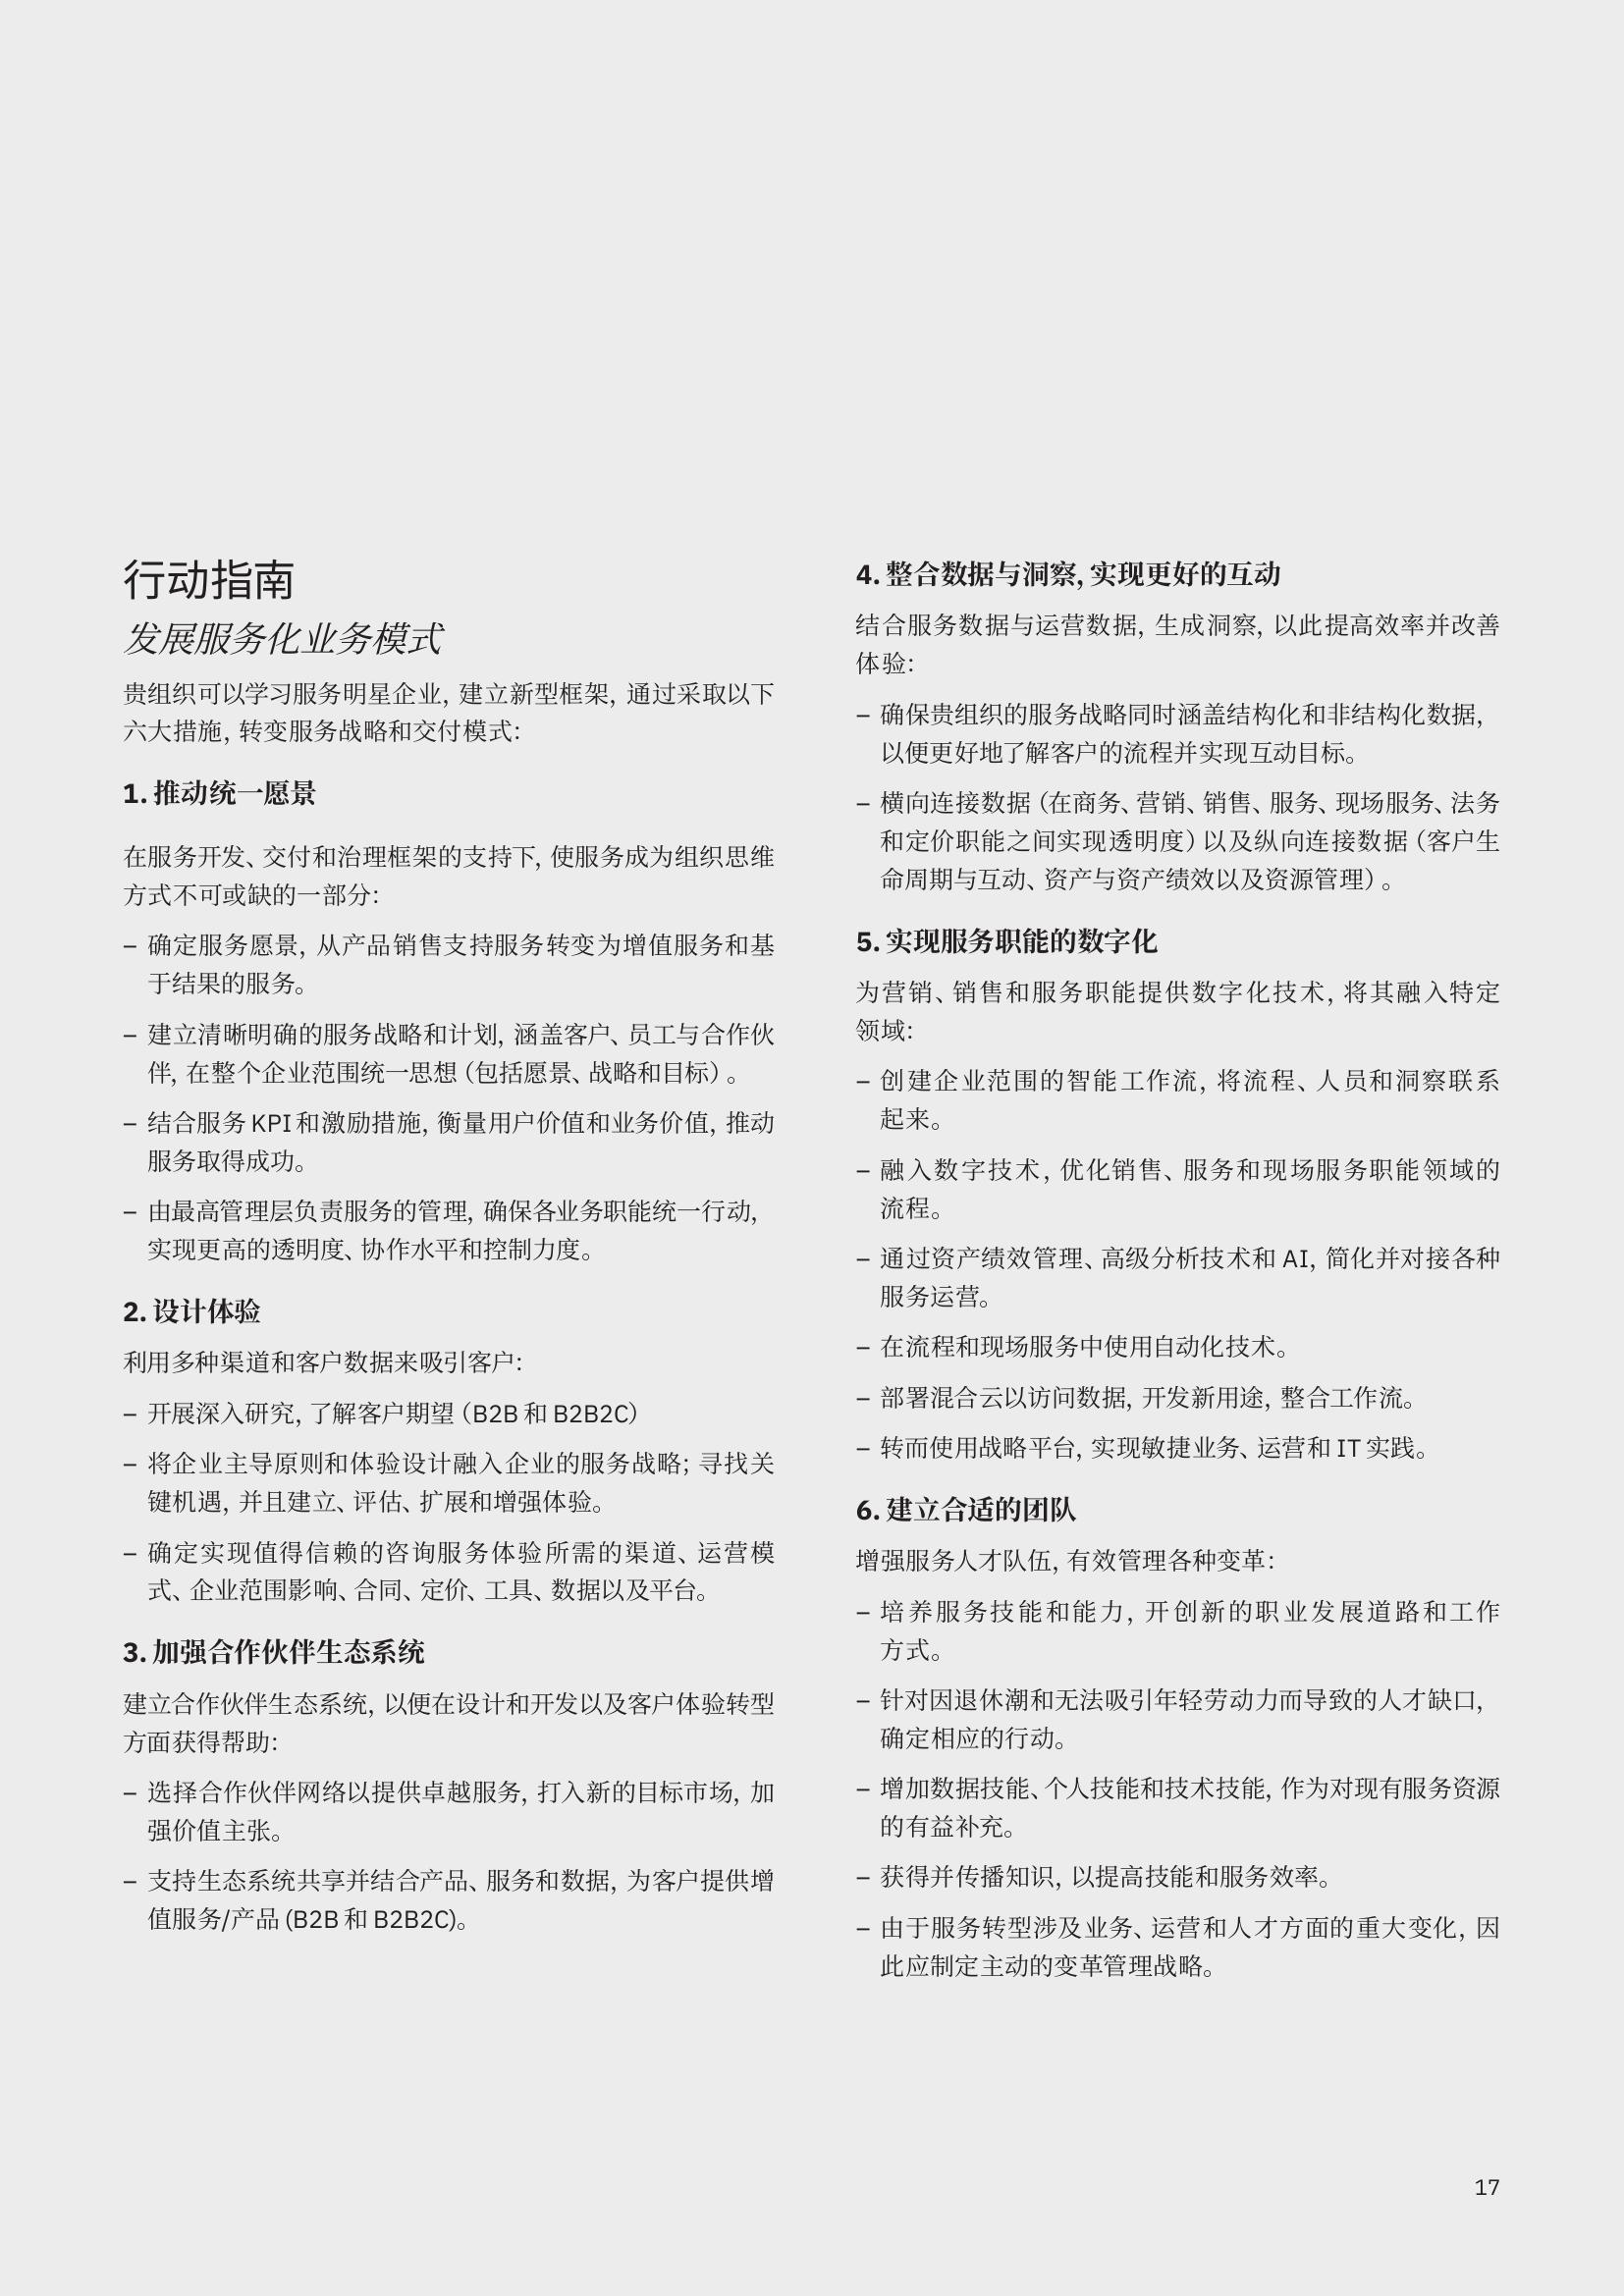 行动指南
发展服务化业务模式
贵组织可以学习服务明星企业, 建立新型框架, 通过采取以下
六大措施, 转变服务战略和交付模式:
1. 推动统一愿景
在服务开发、交付和治理框架的支持下, 使服务成为组织思维
方式不可或缺的一部分:
– 确定服务愿景, 从产品销售支持服务转变为增值服务和基
于结果的服务。
– 建立清晰明确的服务战略和计划, 涵盖客户、员工与合作伙
伴, 在整个企业范围统一思想（包括愿景、战略和目标）。
– 结合服务 KPI 和激励措施, 衡量用户价值和业务价值, 推动
服务取得成功。
– 由最高管理层负责服务的管理, 确保各业务职能统一行动,
实现更高的透明度、协作水平和控制力度。
2. 设计体验
利用多种渠道和客户数据来吸引客户:
– 开展深入研究, 了解客户期望（B2B 和 B2B2C）
– 将企业主导原则和体验设计融入企业的服务战略; 寻找关
键机遇, 并且建立、评估、扩展和增强体验。
– 确定实现值得信赖的咨询服务体验所需的渠道、运营模
式、企业范围影响、合同、定价、工具、数据以及平台。
3. 加强合作伙伴生态系统
建立合作伙伴生态系统, 以便在设计和开发以及客户体验转型
方面获得帮助:
– 选择合作伙伴网络以提供卓越服务, 打入新的目标市场, 加
强价值主张。
– 支持生态系统共享并结合产品、服务和数据, 为客户提供增
值服务/产品 (B2B 和 B2B2C)。
4. 整合数据与洞察, 实现更好的互动
结合服务数据与运营数据, 生成洞察, 以此提高效率并改善
体验:
– 确保贵组织的服务战略同时涵盖结构化和非结构化数据,
以便更好地了解客户的流程并实现互动目标。
– 横向连接数据（在商务、营销、销售、服务、现场服务、法务
和定价职能之间实现透明度）以及纵向连接数据（客户生
命周期与互动、资产与资产绩效以及资源管理）。
5. 实现服务职能的数字化
为营销、销售和服务职能提供数字化技术, 将其融入特定
领域:
– 创建企业范围的智能工作流, 将流程、人员和洞察联系
起来。
– 融入数字技术, 优化销售、服务和现场服务职能领域的
流程。
– 通过资产绩效管理、高级分析技术和 AI, 简化并对接各种
服务运营。
– 在流程和现场服务中使用自动化技术。
– 部署混合云以访问数据, 开发新用途, 整合工作流。
– 转而使用战略平台, 实现敏捷业务、运营和 IT 实践。
6. 建立合适的团队
增强服务人才队伍, 有效管理各种变革:
– 培养服务技能和能力, 开创新的职业发展道路和工作
方式。
– 针对因退休潮和无法吸引年轻劳动力而导致的人才缺口,
确定相应的行动。
– 增加数据技能、个人技能和技术技能, 作为对现有服务资源
的有益补充。
– 获得并传播知识, 以提高技能和服务效率。
– 由于服务转型涉及业务、运营和人才方面的重大变化, 因
此应制定主动的变革管理战略。
17